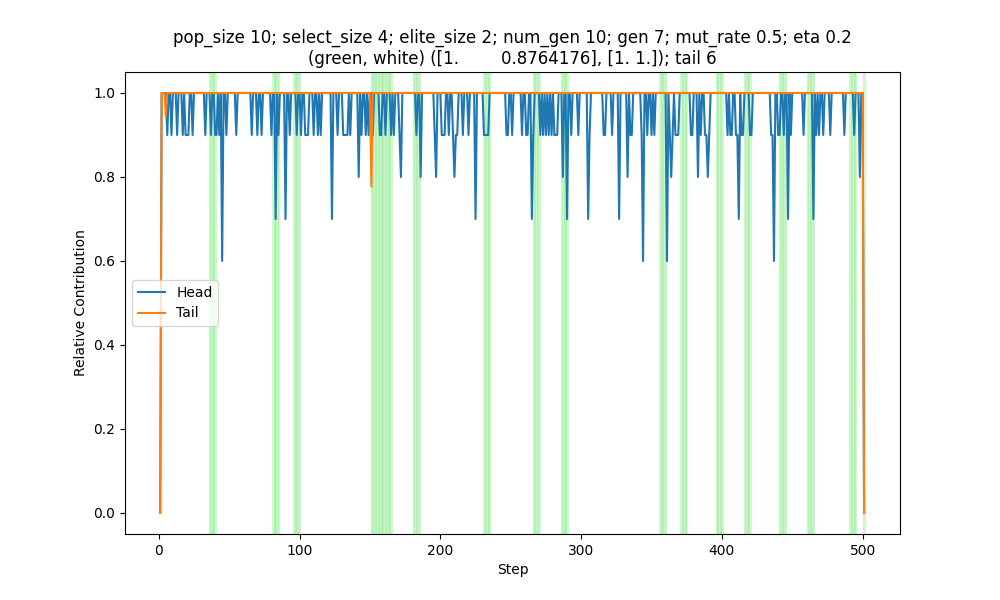 pop_size 10; select_size 4; elite_size 2; num_gen 10; gen 7; mut_rate 0.5; eta 0.2
(green, white) ([1.        0.8764176], [1. 1.]); tail 6
1.0
0.8
0.6
0.4
0.2
0.0
Relative Contribution
Head
Tail
0
100
200
300
400
500
Step